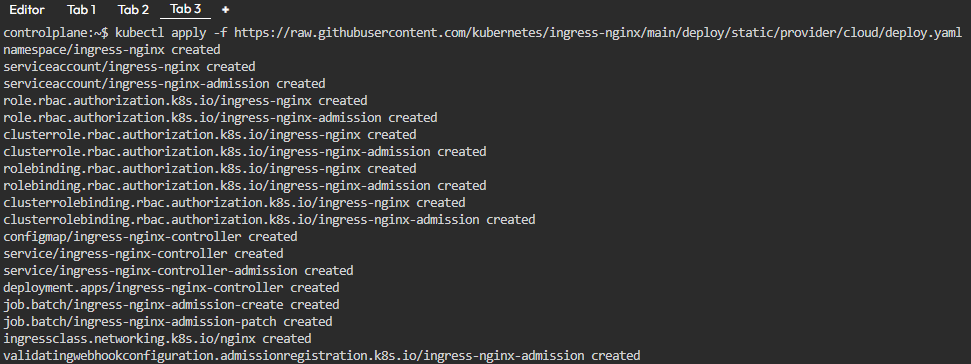 Editor Tab 1 Tab 2 Tab 3 +
controlplane:~$ kubectl apply -f https://raw.githubusercontent.com/kubernetes/ingress-nginx/main/deploy/static/provider/cloud/deploy.yaml
namespace/ingress-nginx created
serviceaccount/ingress-nginx created
serviceaccount/ingress-nginx-admission created
role.rbac.authorization.k8s.io/ingress-nginx created
role.rbac.authorization.k8s.io/ingress-nginx-admission created
clusterrole.rbac.authorization.k8s.io/ingress-nginx created
clusterrole.rbac.authorization.k8s.io/ingress-nginx-admission created
rolebinding.rbac.authorization.k8s.io/ingress-nginx created
rolebinding.rbac.authorization.k8s.io/ingress-nginx-admission created
clusterrolebinding.rbac.authorization.k8s.io/ingress-nginx created
clusterrolebinding.rbac.authorization.k8s.io/ingress-nginx-admission created
configmap/ingress-nginx-controller created
service/ingress-nginx-controller created
service/ingress-nginx-controller-admission created
deployment.apps/ingress-nginx-controller created
job.batch/ingress-nginx-admission-create created
job.batch/ingress-nginx-admission-patch created
ingressclass.networking.k8s.io/nginx created
validatingwebhookconfiguration.admissionregistration.k8s.io/ingress-nginx-admission created